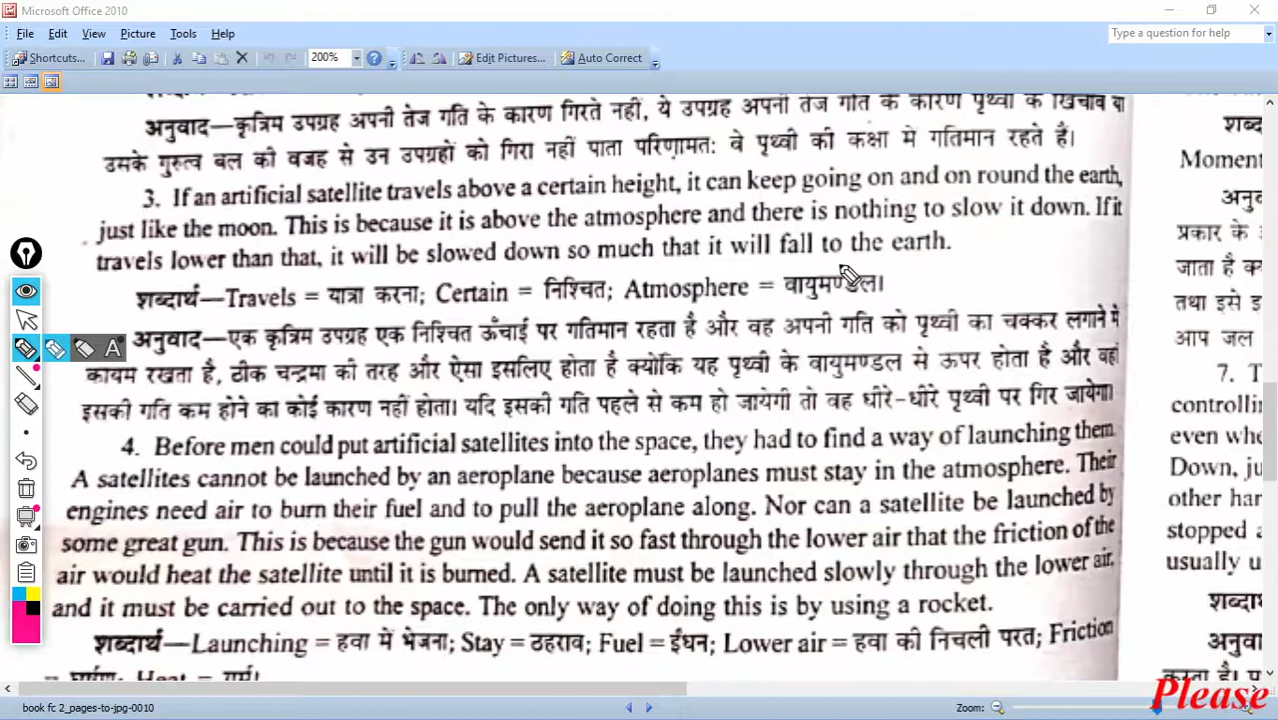 Microsoft Office 2010
File Edit View Picture Tools Help
Type a question for help
Shortcuts... 200% Edit Pictures... Auto Correct
अनुवाद–कृत्रिम उपग्रह अपनी तेज गति के कारण गिरते नहीं, ये उपग्रह अपनी तेज गति के कारण पृथ्वी के खिंचाव या
उसके गुरुत्व बल की वजह से उन उपग्रहों को गिरा नहीं पाता परिणामतः वे पृथ्वी की कक्षा में गतिमान रहते हैं।
3. If an artificial satellite travels above a certain height, it can keep going on and on round the earth,
just like the moon. This is because it is above the atmosphere and there is nothing to slow it down. If it
travels lower than that, it will be slowed down so much that it will fall to the earth.
शब्दार्थ–Travels = यात्रा करना; Certain = निश्चित; Atmosphere = वायुमण्डल।
अनुवाद–एक कृत्रिम उपग्रह एक निश्चित ऊँचाई पर गतिमान रहता है और वह अपनी गति को पृथ्वी का चक्कर लगाने में
कायम रखता है, ठीक चन्द्रमा की तरह और ऐसा इसलिए होता है क्योंकि यह पृथ्वी के वायुमण्डल से ऊपर होता है और वहां
इसकी गति कम होने का कोई कारण नहीं होता। यदि इसकी गति पहले से कम हो जायेगी तो वह धीरे-धीरे पृथ्वी पर गिर जायेगा।
4. Before men could put artificial satellites into the space, they had to find a way of launching them.
A satellites cannot be launched by an aeroplane because aeroplanes must stay in the atmosphere. Their
engines need air to burn their fuel and to pull the aeroplane along. Nor can a satellite be launched by
some great gun. This is because the gun would send it so fast through the lower air that the friction of the
air would heat the satellite until it is burned. A satellite must be launched slowly through the lower air.
and it must be carried out to the space. The only way of doing this is by using a rocket.
शब्दार्थ–Launching = हवा में भेजना; Stay = ठहराव; Fuel = ईंधन; Lower air = हवा की निचली परत; Friction
= घर्षण; Heat = गर्मी।
Moment
प्रकार के
जाता है
तथा इसे
आप जल
7. T
controlli
even whe
Down, ju
other har
stopped
usually u
Please
book fc 2_pages-to-jpg-0010
Zoom: